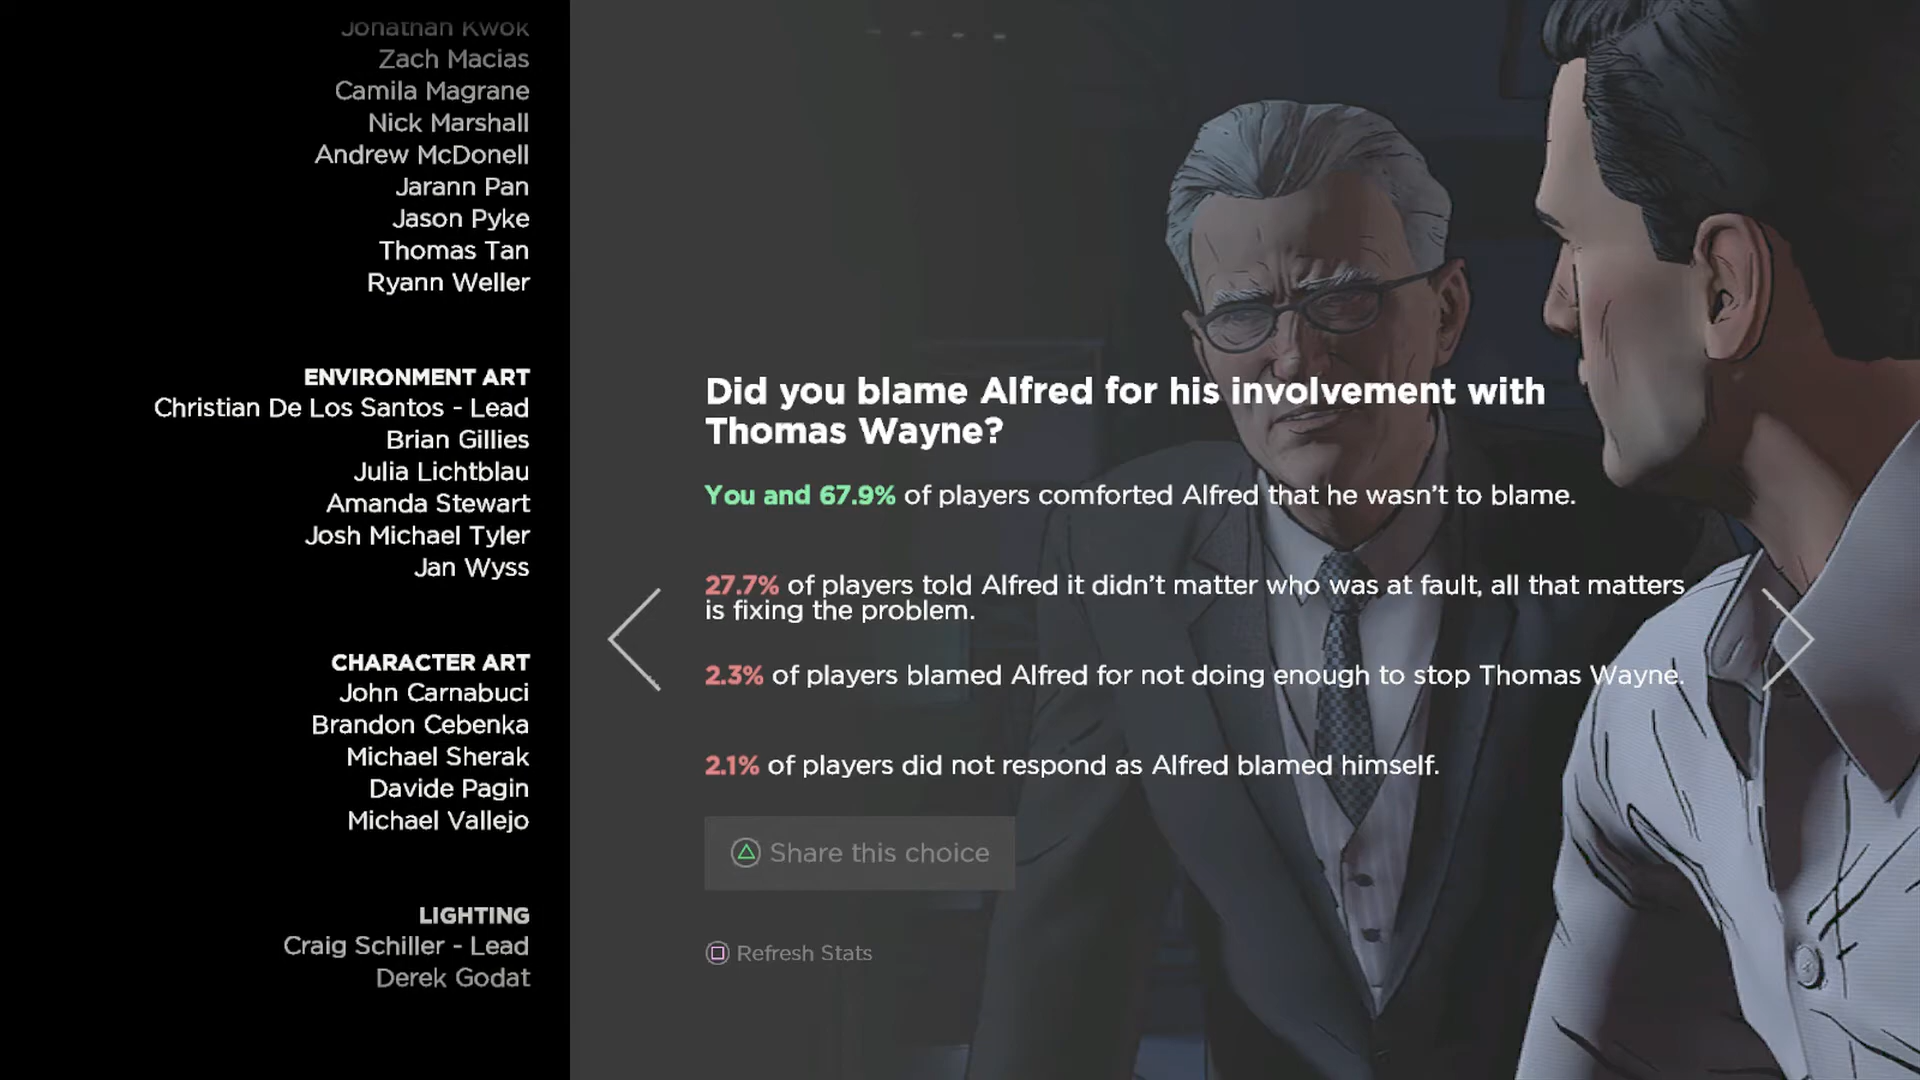 Jonathan Kwok
Zach Macias
Camila Magrane
Nick Marshall
Andrew McDonell
Jarann Pan
Jason Pyke
Thomas Tan
Ryann Weller
ENVIRONMENT ART
Christian De Los Santos - Lead
Brian Gillies
Julia Lichtblau
Amanda Stewart
Josh Michael Tyler
Jan Wyss
CHARACTER ART
John Carnabuci
Brandon Cebenka
Michael Sherak
Davide Pagin
Michael Vallejo
LIGHTING
Craig Schiller - Lead
Derek Godat
Did you blame Alfred for his involvement with
Thomas Wayne?
You and 67.9% of players comforted Alfred that he wasn't to blame.
27.7% of players told Alfred it didn't matter who was at fault, all that matters
is fixing the problem.
2.3% of players blamed Alfred for not doing enough to stop Thomas Wayne.
2.1% of players did not respond as Alfred blamed himself.
Share this choice
Refresh Stats